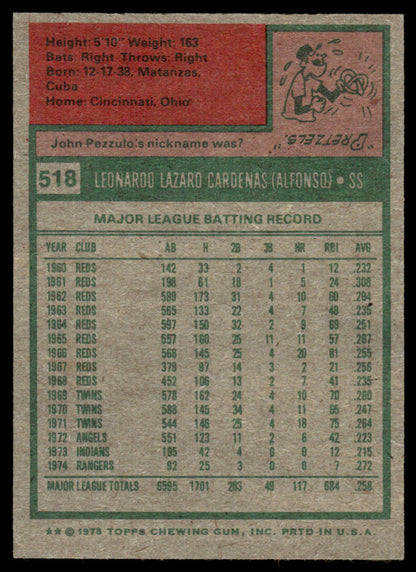 Height: 5'10" Weight: 163
Bats: Right Throws: Right
Born: 12-17-38, Matanzas,
Cuba
Home: Cincinnati, Ohio
"PRETZELS."
John Pezzulo's nickname was?
518 LEONARDO LAZARO CARDENAS (ALFONSO) • SS
MAJOR LEAGUE BATTING RECORD
YEAR CLUB AB H 2B 3B HR RBI AVG
1960 REDS 142 33 2 4 1 12 .232
1961 REDS 198 61 18 1 5 24 .308
1962 REDS 589 173 31 4 10 60 .294
1963 REDS 565 133 22 4 7 48 .235
1964 REDS 597 150 32 2 9 69 .251
1965 REDS 557 160 25 11 11 57 .287
1966 REDS 568 145 25 4 20 81 .255
1967 REDS 379 97 14 3 2 21 .256
1968 REDS 452 106 13 2 7 41 .235
1969 TWINS 578 162 24 4 10 70 .280
1970 TWINS 588 145 34 4 11 65 .247
1971 TWINS 554 146 25 4 18 75 .264
1972 ANGELS 551 123 11 2 6 42 .223
1973 INDIANS 195 42 4 0 0 12 .215
1974 RANGERS 92 25 3 0 0 7 .272
MAJOR LEAGUE TOTALS 6595 1701 283 49 117 684 .258
★★ © 1975 TOPPS CHEWING GUM, INC. PRTD IN U.S.A.